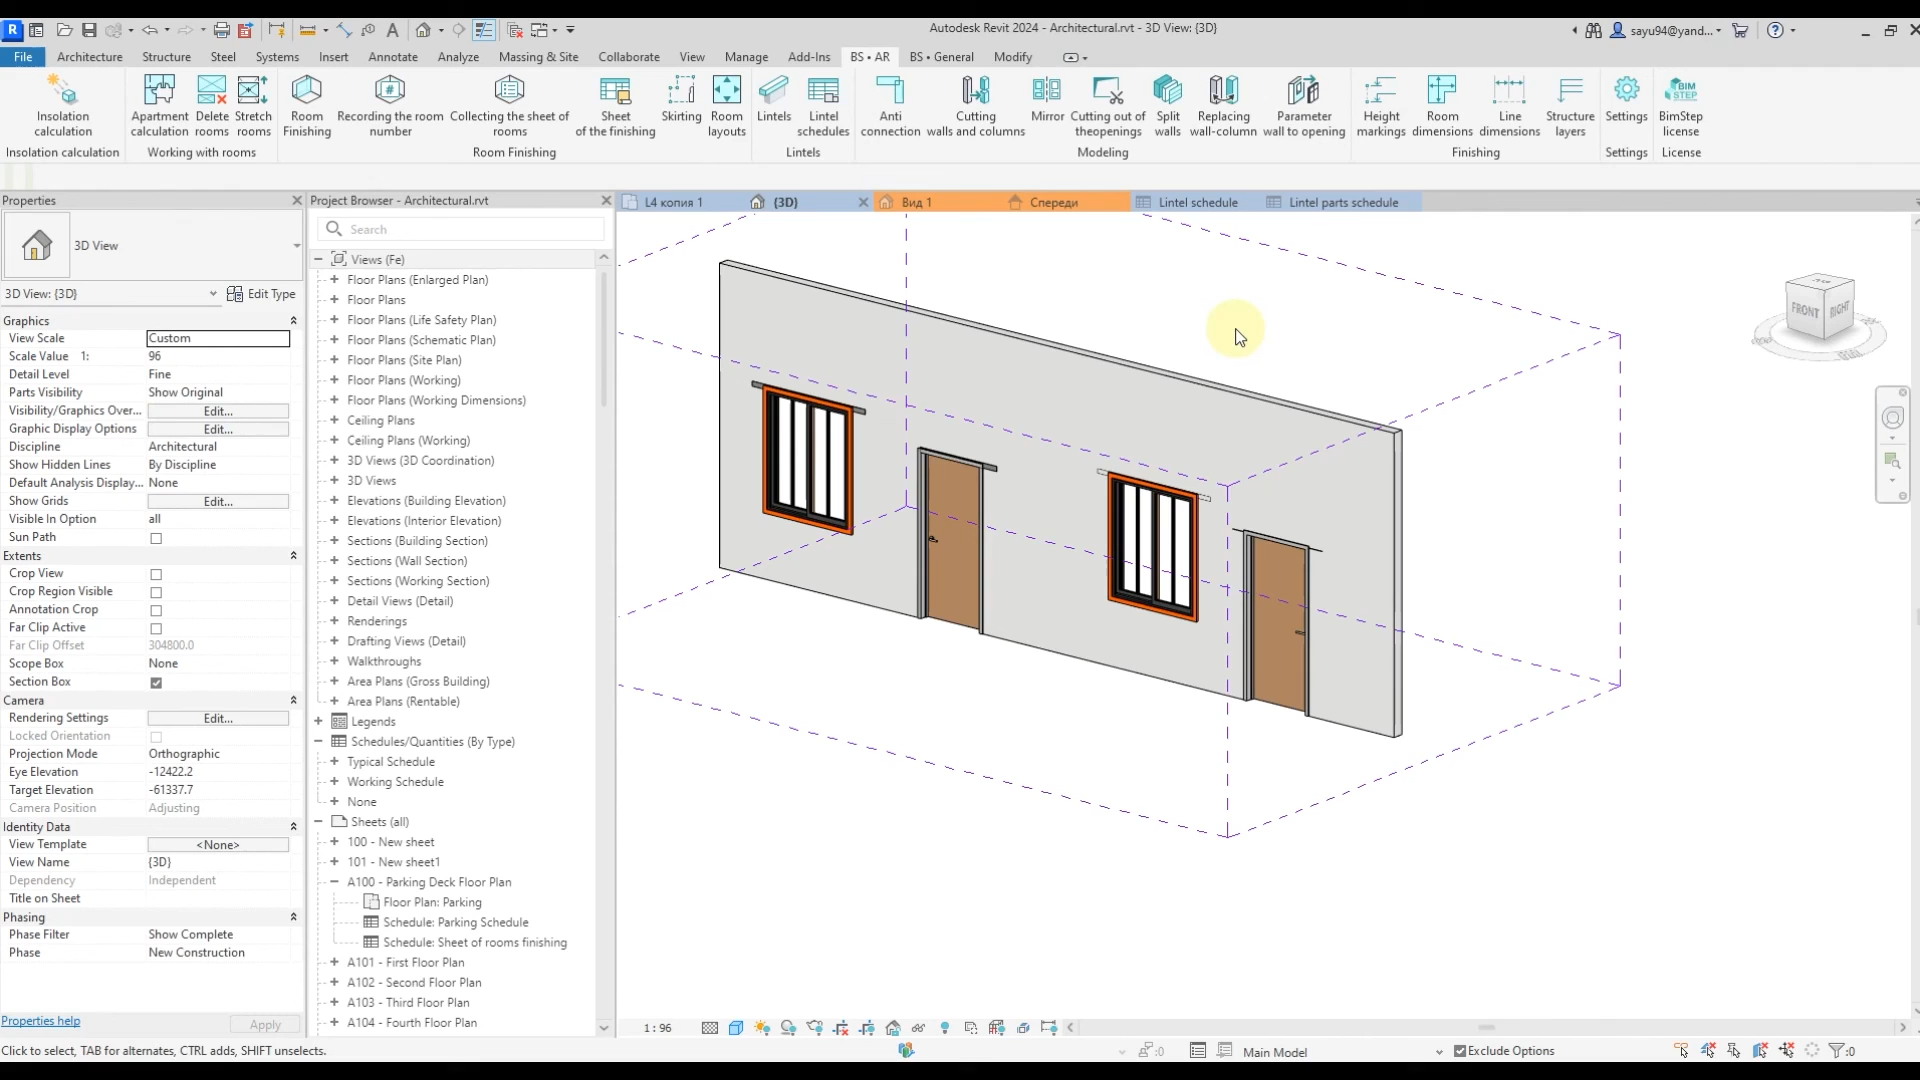 Autodesk Revit 2024 - Architectural.rvt - 3D View: {3D}
sayu94@yand...
File Architecture Structure Steel Systems Insert Annotate Analyze Massing & Site Collaborate View Manage Add-Ins BS • AR BS • General Modify
Insolation calculation
Apartment calculation
Delete rooms
Stretch rooms
Room Finishing
Recording the room number
Collecting the sheet of rooms
Sheet of the finishing
Skirting
Room layouts
Lintels
Lintel schedules
Anti connection
Cutting walls and columns
Mirror
Cutting out of theopenings
Split walls
Replacing wall-column
Parameter wall to opening
Height markings
Room dimensions
Line dimensions
Structure layers
Settings
BimStep license
BIM STEP
Insolation calculation Working with rooms Room Finishing Lintels Modeling Finishing Settings License
Properties
3D View
3D View: {3D}
Edit Type
Graphics
View Scale Custom
Scale Value 1: 96
Detail Level Fine
Parts Visibility Show Original
Visibility/Graphics Over... Edit...
Graphic Display Options Edit...
Discipline Architectural
Show Hidden Lines By Discipline
Default Analysis Display... None
Show Grids Edit...
Visible In Option all
Sun Path
Extents
Crop View
Crop Region Visible
Annotation Crop
Far Clip Active
Far Clip Offset 304800.0
Scope Box None
Section Box
Camera
Rendering Settings Edit...
Locked Orientation
Projection Mode Orthographic
Eye Elevation -12422.2
Target Elevation -61337.7
Camera Position Adjusting
Identity Data
View Template <None>
View Name {3D}
Dependency Independent
Title on Sheet
Phasing
Phase Filter Show Complete
Phase New Construction
Properties help
Apply
Project Browser - Architectural.rvt
Search
Views (Fe)
Floor Plans (Enlarged Plan)
Floor Plans
Floor Plans (Life Safety Plan)
Floor Plans (Schematic Plan)
Floor Plans (Site Plan)
Floor Plans (Working)
Floor Plans (Working Dimensions)
Ceiling Plans
Ceiling Plans (Working)
3D Views (3D Coordination)
3D Views
Elevations (Building Elevation)
Elevations (Interior Elevation)
Sections (Building Section)
Sections (Wall Section)
Sections (Working Section)
Detail Views (Detail)
Renderings
Drafting Views (Detail)
Walkthroughs
Area Plans (Gross Building)
Area Plans (Rentable)
Legends
Schedules/Quantities (By Type)
Typical Schedule
Working Schedule
None
Sheets (all)
100 - New sheet
101 - New sheet1
A100 - Parking Deck Floor Plan
Floor Plan: Parking
Schedule: Parking Schedule
Schedule: Sheet of rooms finishing
A101 - First Floor Plan
A102 - Second Floor Plan
A103 - Third Floor Plan
A104 - Fourth Floor Plan
L4 копия 1
{3D}
Вид 1
Спереди
Lintel schedule
Lintel parts schedule
FRONT RIGHT
1 : 96
Click to select, TAB for alternates, CTRL adds, SHIFT unselects.
:0
Main Model
Exclude Options
:0